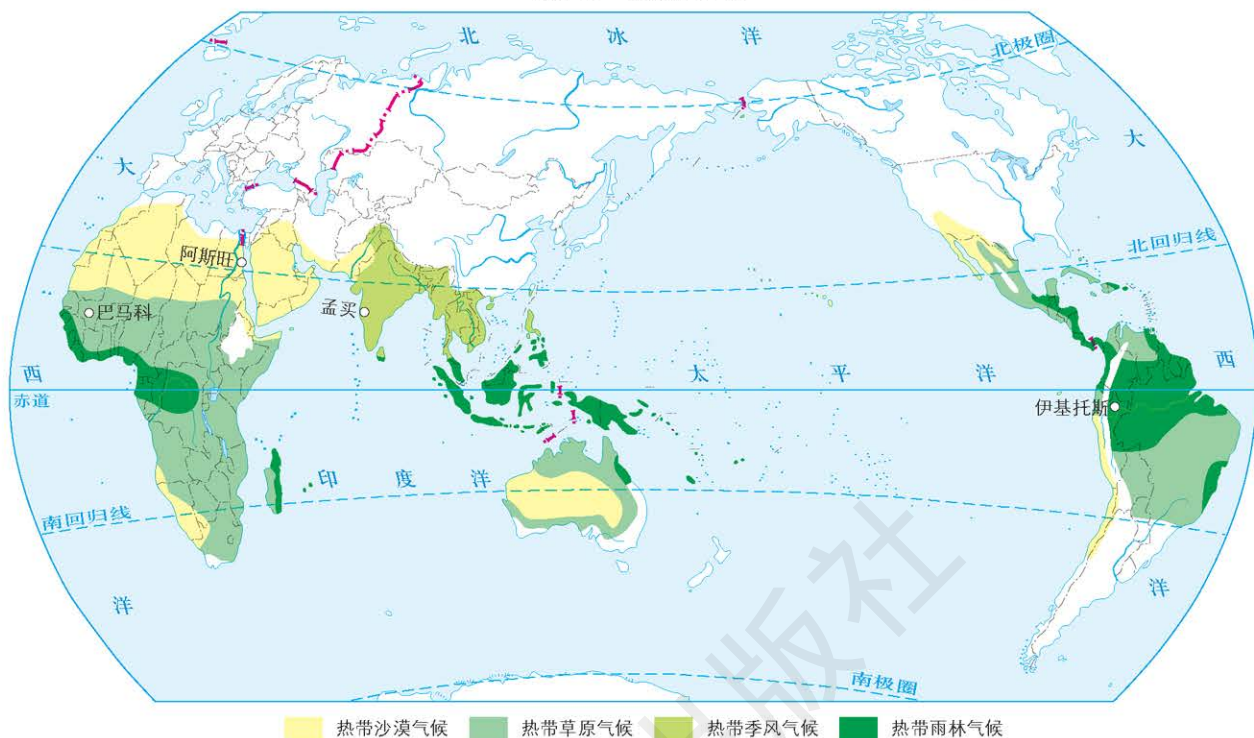 北冰洋
北极圈
大
大
阿斯旺
北回归线
巴马科
孟买
西
太平洋
西
赤道
伊基托斯
印度洋
南回归线
洋
洋
南极圈
热带沙漠气候 热带草原气候 热带季风气候 热带雨林气候
版社